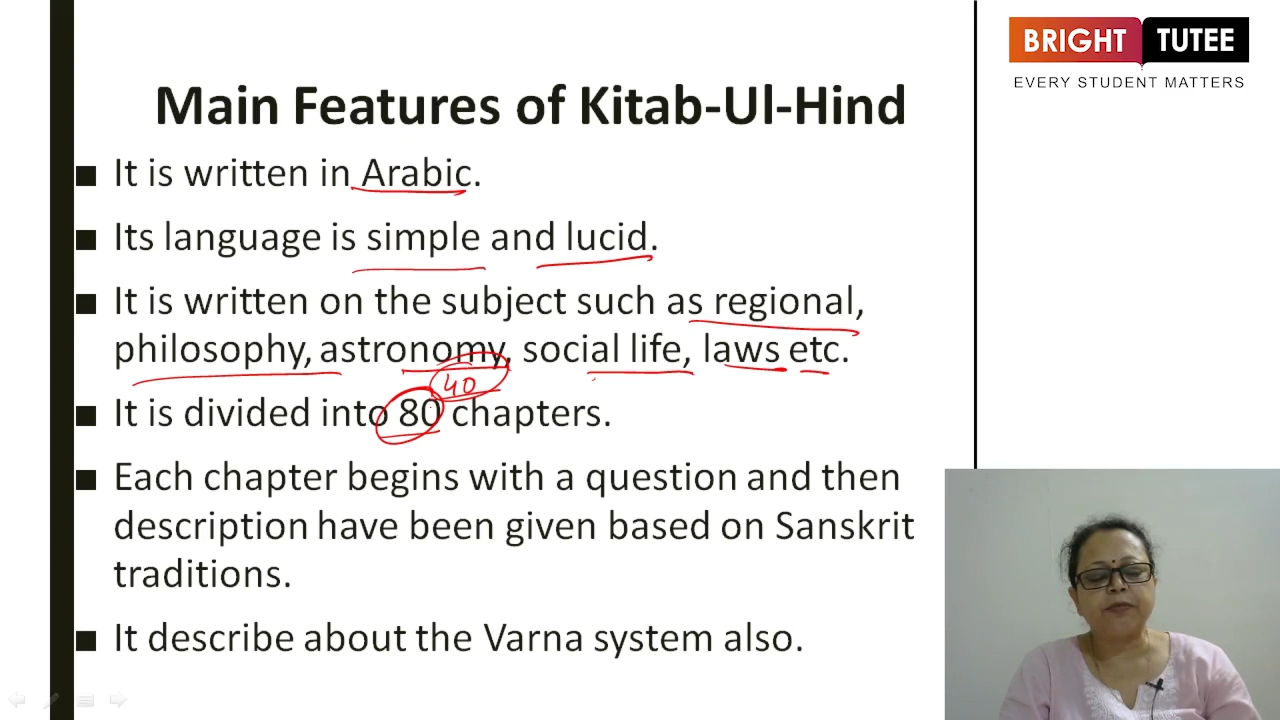 BRIGHT TUTEE
EVERY STUDENT MATTERS
Main Features of Kitab-Ul-Hind
■ It is written in Arabic.
■ Its language is simple and lucid.
■ It is written on the subject such as regional,
philosophy, astronomy, social life, laws etc.
40
■ It is divided into 80 chapters.
■ Each chapter begins with a question and then
description have been given based on Sanskrit
traditions.
■ It describe about the Varna system also.